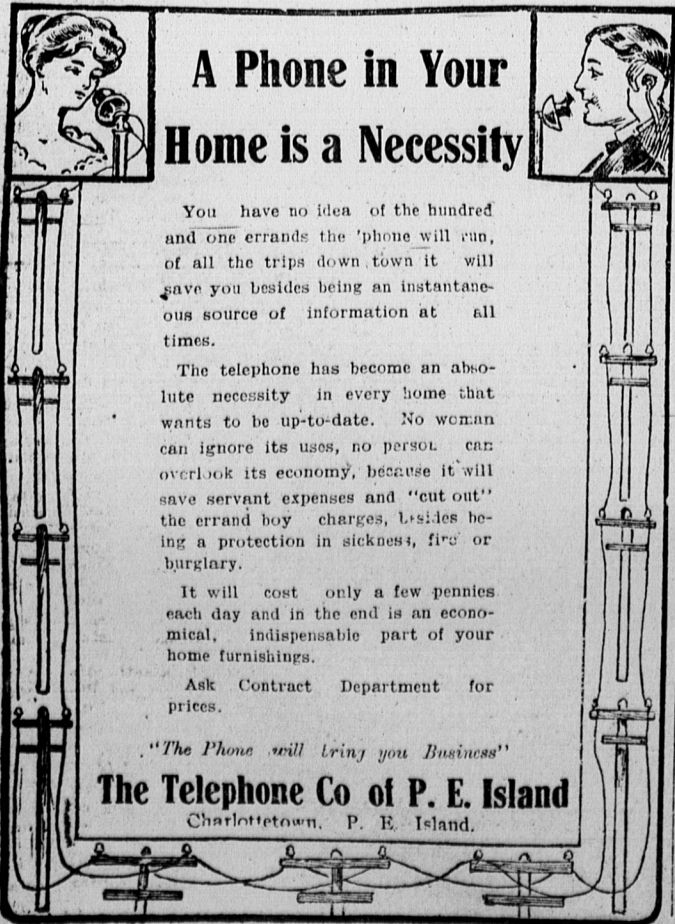 A Phone in Your
Home is a Necessity
You have no idea of the hundred
and one errands the 'phone will run,
of all the trips down town it will
save you besides being an instantane-
ous source of information at all
times.
The telephone has become an abso-
lute necessity in every home that
wants to be up-to-date. No woman
can ignore its uses, no person can
overlook its economy, because it will
save servant expenses and "cut out"
the errand boy charges, besides be-
ing a protection in sickness, fire or
burglary.
It will cost only a few pennies
each day and in the end is an econo-
mical, indispensable part of your
home furnishings.
Ask Contract Department for
prices.
"The Phone will bring you Business"
The Telephone Co of P. E. Island
Charlottetown, P. E. Island.